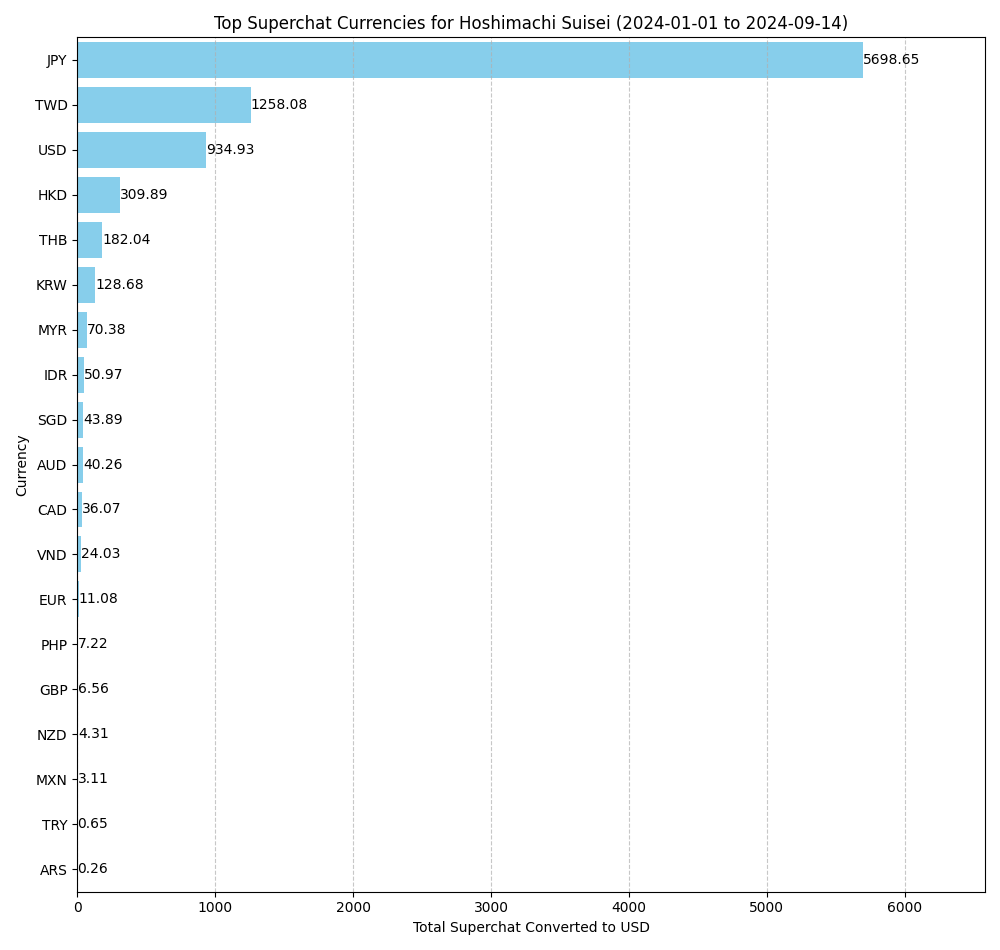 Top Superchat Currencies for Hoshimachi Suisei (2024-01-01 to 2024-09-14)
JPY 5698.65
TWD 1258.08
USD 934.93
HKD 309.89
THB 182.04
KRW 128.68
MYR 70.38
IDR 50.97
SGD 43.89
AUD 40.26
CAD 36.07
VND 24.03
EUR 11.08
PHP 7.22
GBP 6.56
NZD 4.31
MXN 3.11
TRY 0.65
ARS 0.26
Currency
0 1000 2000 3000 4000 5000 6000
Total Superchat Converted to USD